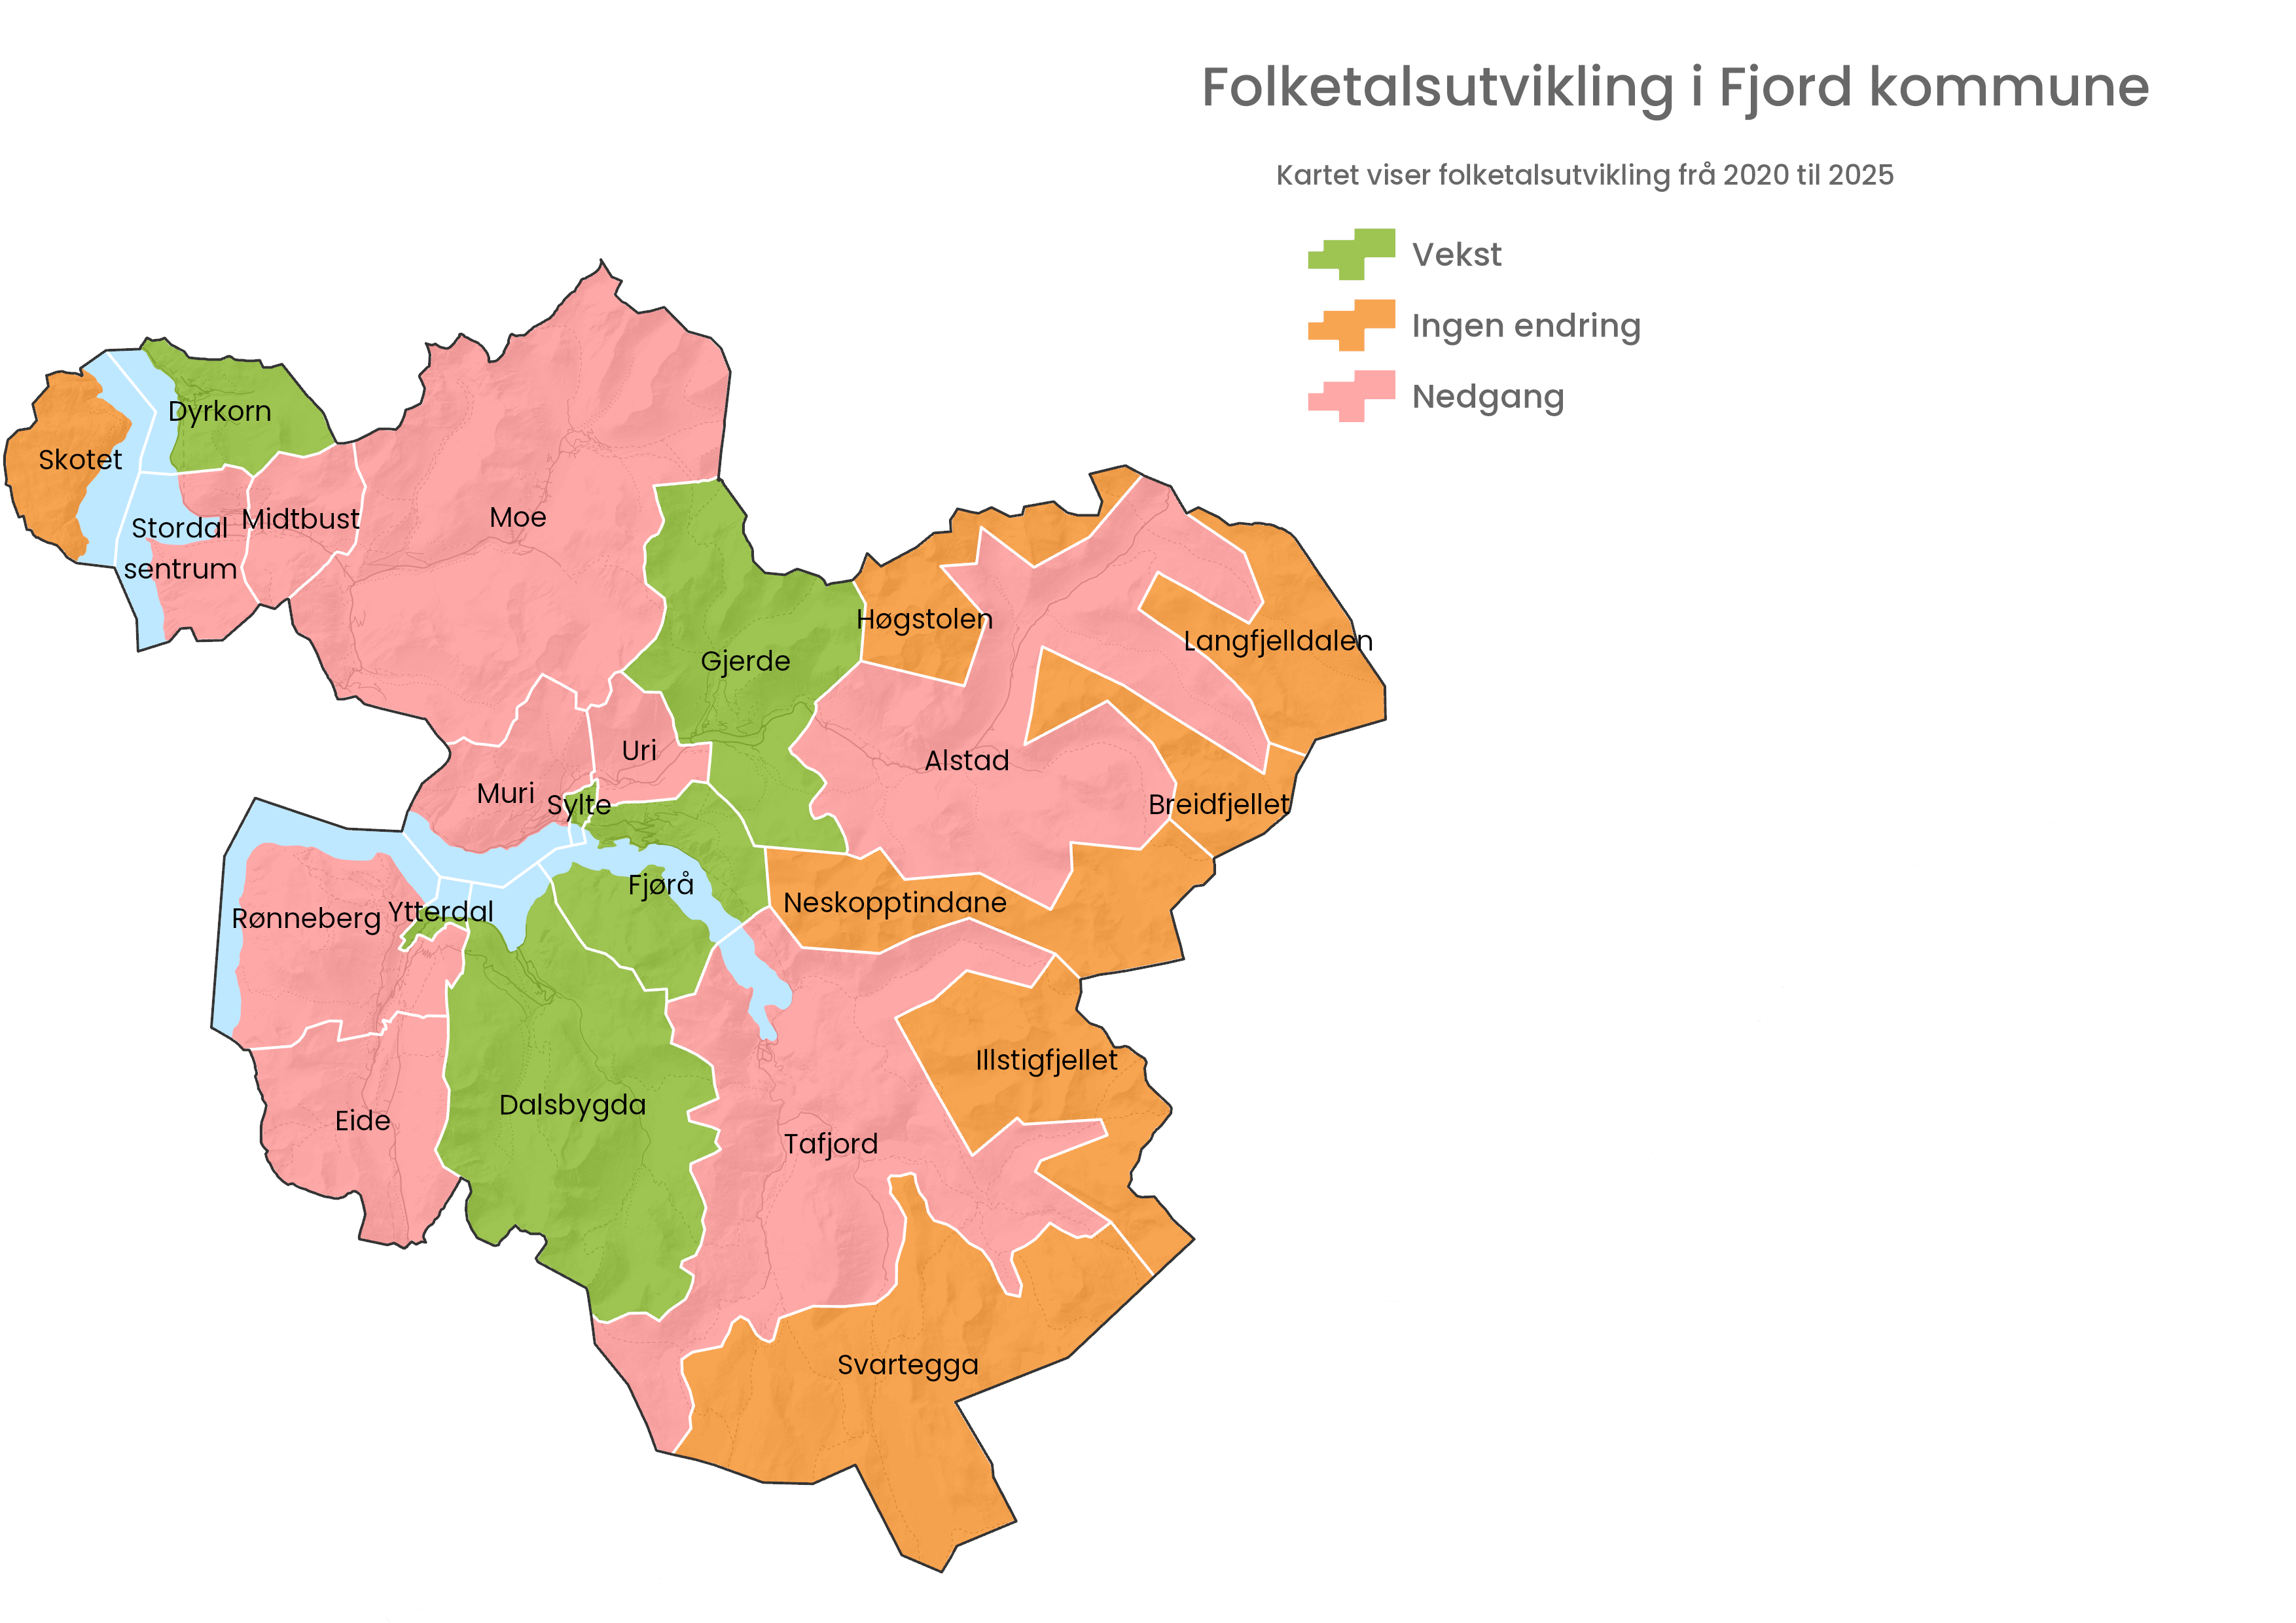 Folketalsutvikling i Fjord kommune
Kartet viser folketalsutvikling frå 2020 til 2025
Vekst
Ingen endring
Nedgang
Dyrkorn
Skotet
Stordal
sentrum
Midtbust
Moe
Gjerde
Høgstolen
Langfjelldalen
Uri
Alstad
Muri
Sylte
Breidfjellet
Fjørå
Neskopptindane
Rønneberg
Ytterdal
Illstigfjellet
Dalsbygda
Eide
Tafjord
Svartegga